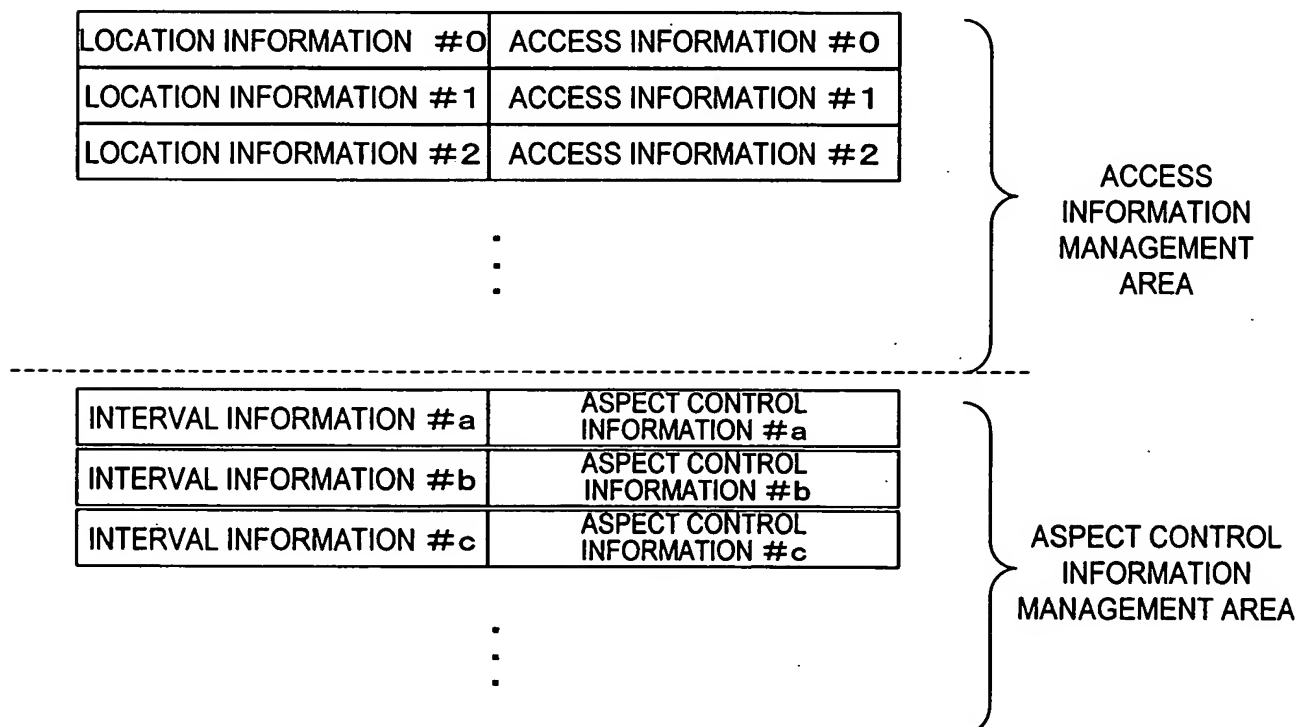 LOCATION INFORMATION #0 ACCESS INFORMATION #0
LOCATION INFORMATION #1 ACCESS INFORMATION #1
LOCATION INFORMATION #2 ACCESS INFORMATION #2
ACCESS
INFORMATION
MANAGEMENT
AREA
INTERVAL INFORMATION #a
ASPECT CONTROL
INFORMATION #a
INTERVAL INFORMATION #b
ASPECT CONTROL
INFORMATION #b
INTERVAL INFORMATION #c
ASPECT CONTROL
INFORMATION #c
ASPECT CONTROL
INFORMATION
MANAGEMENT AREA